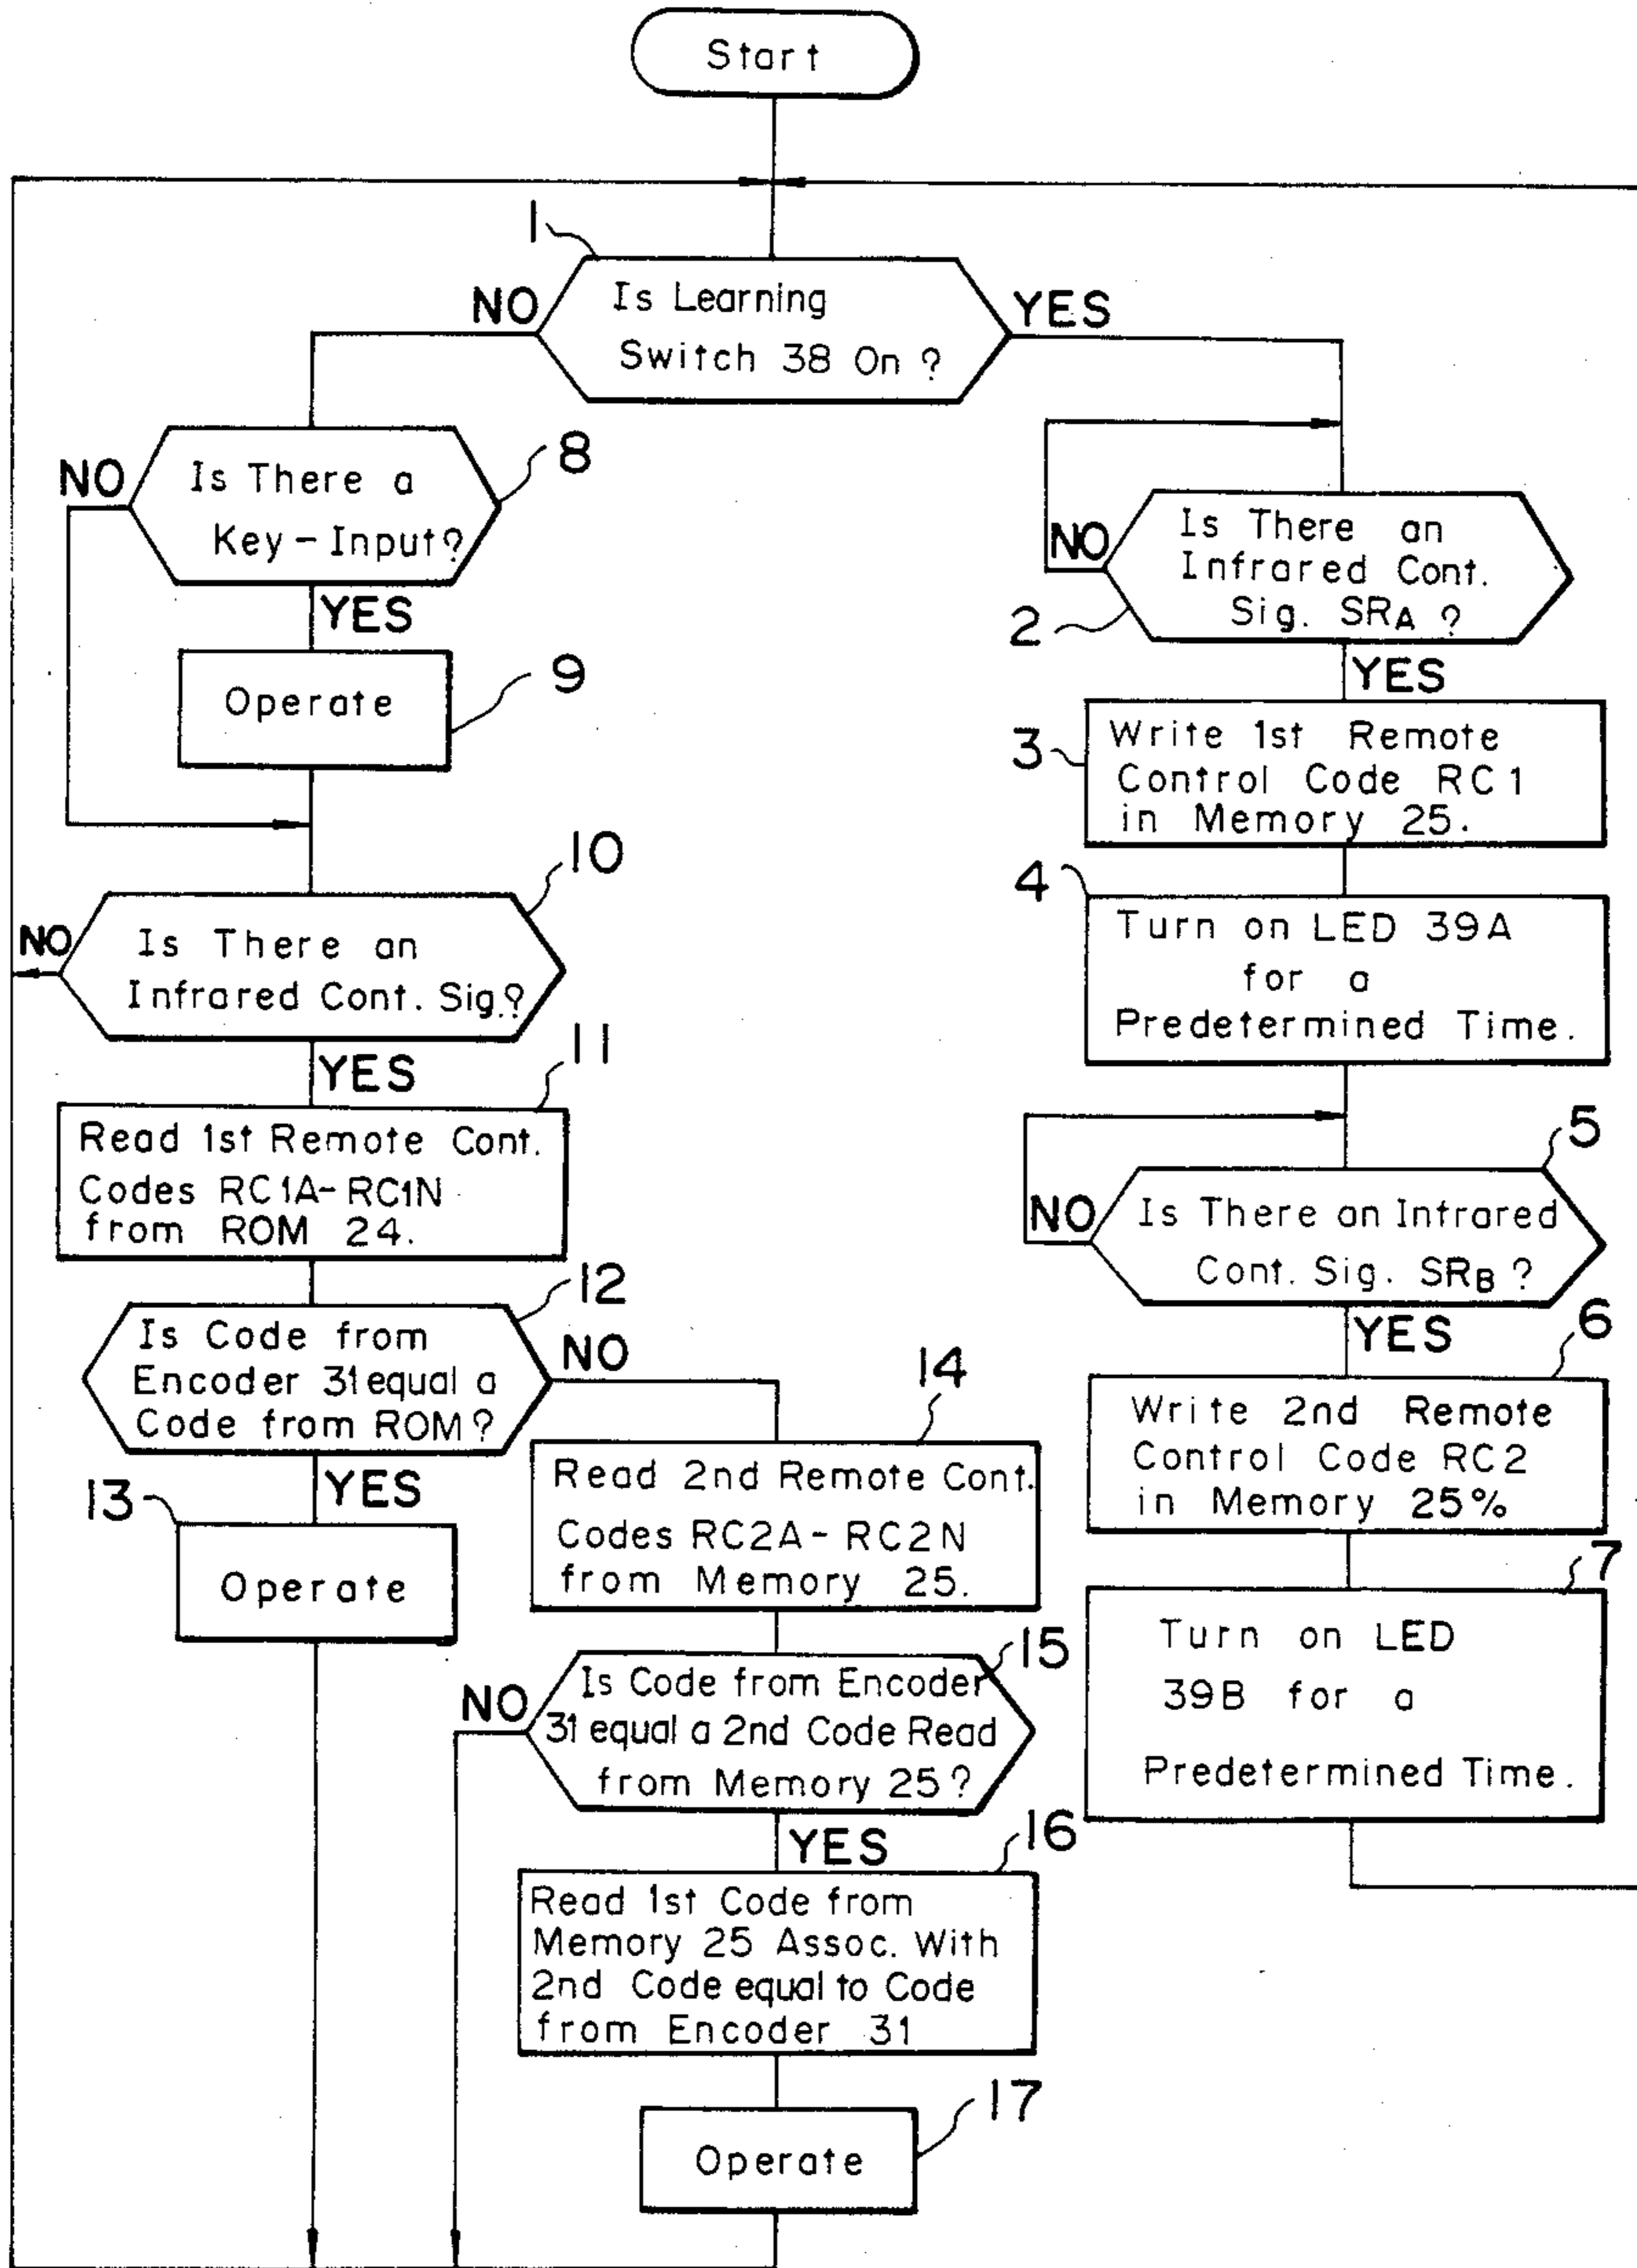 Start
1
NO
Is Learning
Switch 38 On ?
YES
8
NO
Is There a
Key-Input?
YES
9
Operate
10
NO
Is There an
Infrared Cont. Sig.?
YES
11
Read 1st Remote Cont.
Codes RC1A-RC1N
from ROM 24.
12
Is Code from
Encoder 31 equal a
Code from ROM?
NO
YES
13
Operate
14
Read 2nd Remote Cont.
Codes RC2A-RC2N
from Memory 25.
15
NO
Is Code from Encoder
31 equal a 2nd Code Read
from Memory 25?
YES
16
Read 1st Code from
Memory 25 Assoc. With
2nd Code equal to Code
from Encoder 31
17
Operate
NO
Is There an
Infrared Cont.
Sig. SRA ?
2
YES
3
Write 1st Remote
Control Code RC1
in Memory 25.
4
Turn on LED 39A
for a
Predetermined Time.
5
NO
Is There an Infrared
Cont. Sig. SRB ?
YES
6
Write 2nd Remote
Control Code RC2
in Memory 25%
7
Turn on LED
39B for a
Predetermined Time.